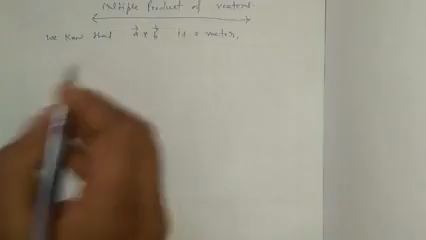 Multiple Product of vectors.
We know that a⃗ × b⃗ is a vector,